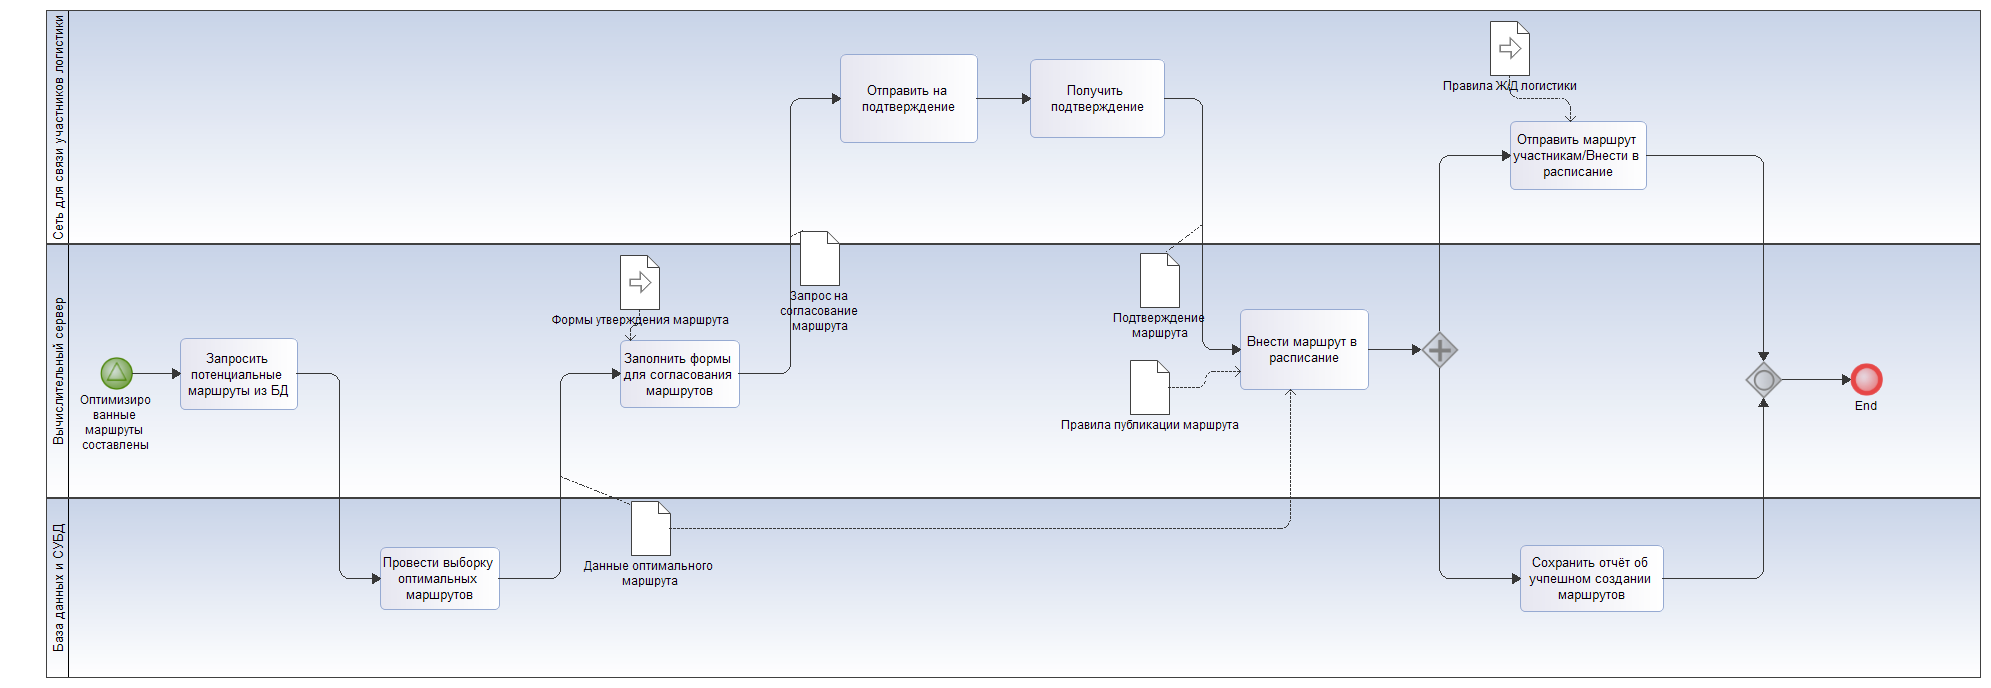 Сеть для связи участников логистики
Отправить на
подтверждение
Получить
подтверждение
Правила Ж/Д логистики
Отправить маршрут
участникам/Внести в
расписание
Вычислительный сервер
Оптимизиро
ванные
маршруты
составлены
Запросить
потенциальные
маршруты из БД
Формы утверждения маршрута
Заполнить формы
для согласования
маршрутов
Запрос на
согласование
маршрута
Подтверждение
маршрута
Правила публикации маршрута
Внести маршрут в
расписание
End
База данных и СУБД
Провести выборку
оптимальных
маршрутов
Данные оптимального
маршрута
Сохранить отчёт об
учпешном создании
маршрутов